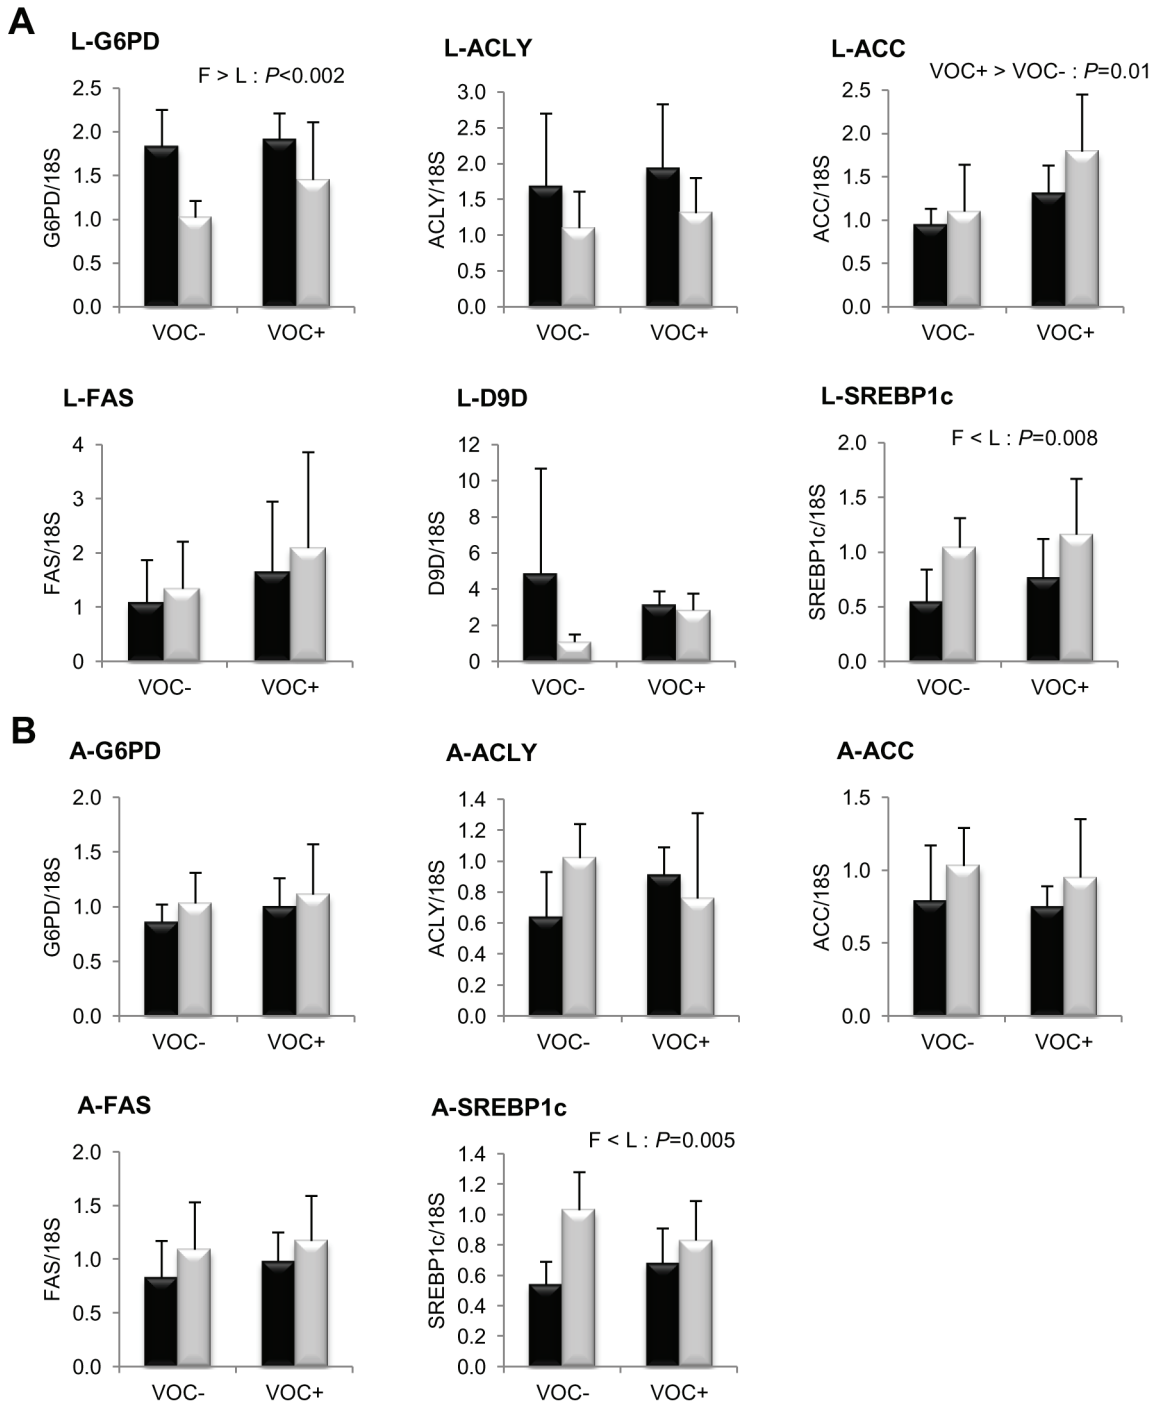 A
L-G6PD
F > L : P<0.002
2.5
2.0
1.5
1.0
0.5
0.0
G6PD/18S
VOC-
VOC+
L-ACLY
3.0
2.5
2.0
1.5
1.0
0.5
0.0
ACLY/18S
VOC-
VOC+
L-ACC
VOC+ > VOC- : P=0.01
2.5
2.0
1.5
1.0
0.5
0.0
ACC/18S
VOC-
VOC+
L-FAS
4
3
2
1
0
FAS/18S
VOC-
VOC+
L-D9D
12
10
8
6
4
2
0
D9D/18S
VOC-
VOC+
L-SREBP1c
F < L : P=0.008
2.0
1.5
1.0
0.5
0.0
SREBP1c/18S
VOC-
VOC+
B
A-G6PD
2.0
1.5
1.0
0.5
0.0
G6PD/18S
VOC-
VOC+
A-ACLY
1.4
1.2
1.0
0.8
0.6
0.4
0.2
0.0
ACLY/18S
VOC-
VOC+
A-ACC
1.5
1.0
0.5
0.0
ACC/18S
VOC-
VOC+
A-FAS
2.0
1.5
1.0
0.5
0.0
FAS/18S
VOC-
VOC+
A-SREBP1c
F < L : P=0.005
1.4
1.2
1.0
0.8
0.6
0.4
0.2
0.0
SREBP1c/18S
VOC-
VOC+